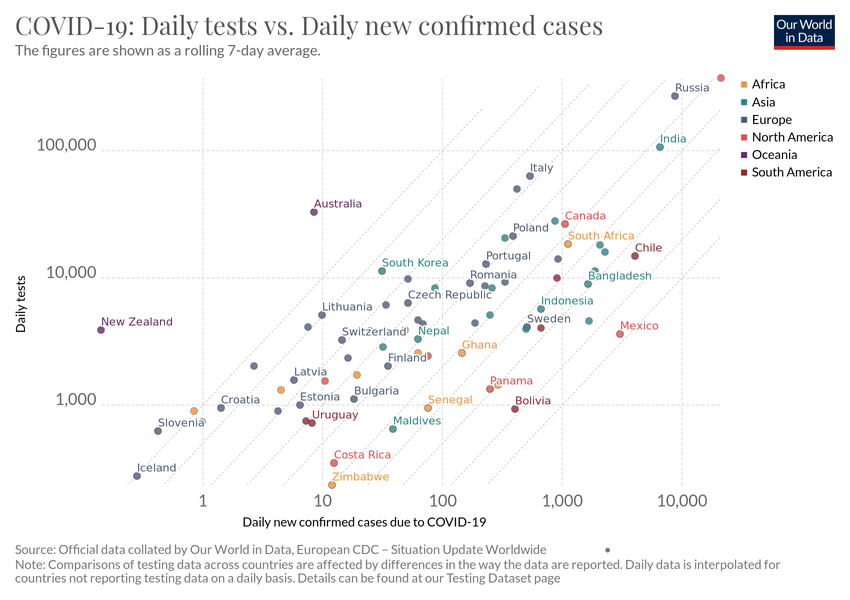 COVID-19: Daily tests vs. Daily new confirmed cases
The figures are shown as a rolling 7-day average.
Our World
in Data
Africa
Asia
Europe
North America
Oceania
South America
Daily tests
100,000
10,000
1,000
Russia
India
Italy
Australia
Canada
Poland
South Africa
Chile
South Korea
Portugal
Romania
Bangladesh
Czech Republic
Lithuania
Indonesia
New Zealand
Sweden
Mexico
Switzerland
Nepal
Ghana
Finland
Latvia
Panama
Bulgaria
Croatia
Estonia
Senegal
Bolivia
Slovenia
Uruguay
Maldives
Costa Rica
Iceland
Zimbabwe
1
10
100
1,000
10,000
Daily new confirmed cases due to COVID-19
Source: Official data collated by Our World in Data, European CDC – Situation Update Worldwide
Note: Comparisons of testing data across countries are affected by differences in the way the data are reported. Daily data is interpolated for
countries not reporting testing data on a daily basis. Details can be found at our Testing Dataset page